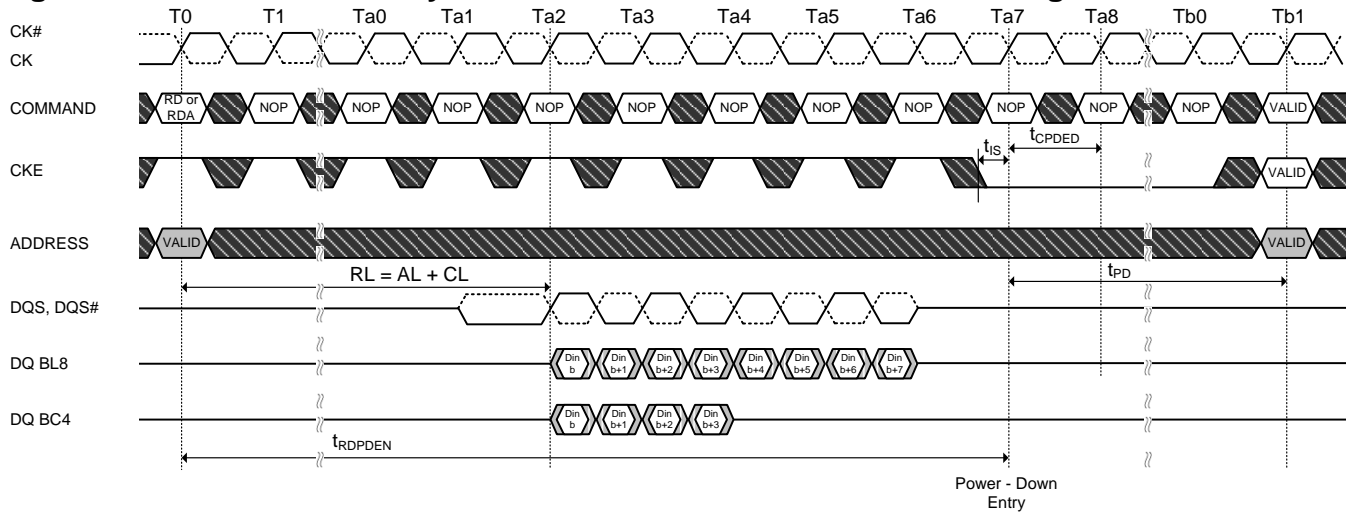 T0 T1 Ta0 Ta1 Ta2 Ta3 Ta4 Ta5 Ta6 Ta7 Ta8 Tb0 Tb1
CK#
CK
COMMAND
RD or
RDA
NOP NOP NOP NOP NOP NOP NOP NOP NOP NOP NOP VALID
tCPDED
tIS
CKE
VALID
ADDRESS
VALID VALID
RL = AL + CL
tPD
DQS, DQS#
DQ BL8
Din Din Din Din Din Din Din Din
b b+1 b+2 b+3 b+4 b+5 b+6 b+7
DQ BC4
Din Din Din Din
b b+1 b+2 b+3
tRDPDEN
Power - Down
Entry